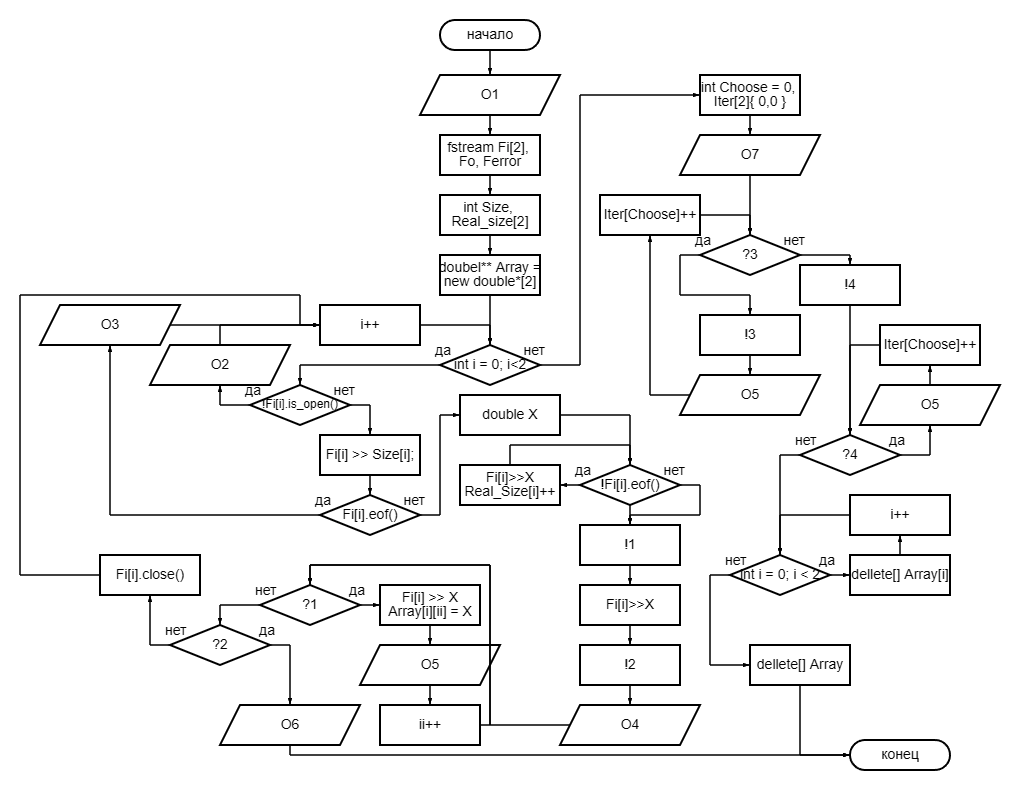 начало
O1
fstream Fi[2],
Fo, Ferror
int Size,
Real_size[2]
doubel** Array =
new double*[2]
i++
int i = 0; i<2
да
нет
O3
O2
!Fi[i].is_open()
да
нет
Fi[i] >> Size[i];
Fi[i].eof()
да
нет
double X
!Fi[i].eof()
да
нет
Fi[i]>>X
Real_Size[i]++
!1
Fi[i]>>X
!2
O4
?1
нет
да
Fi[i] >> X
Array[i][ii] = X
O5
ii++
?2
нет
да
Fi[i].close()
O6
int Choose = 0,
Iter[2]{ 0,0 }
O7
Iter[Choose]++
?3
да
нет
!3
O5
!4
Iter[Choose]++
O5
?4
нет
да
i++
int i = 0; i < 2
нет
да
dellete[] Array[i]
dellete[] Array
конец